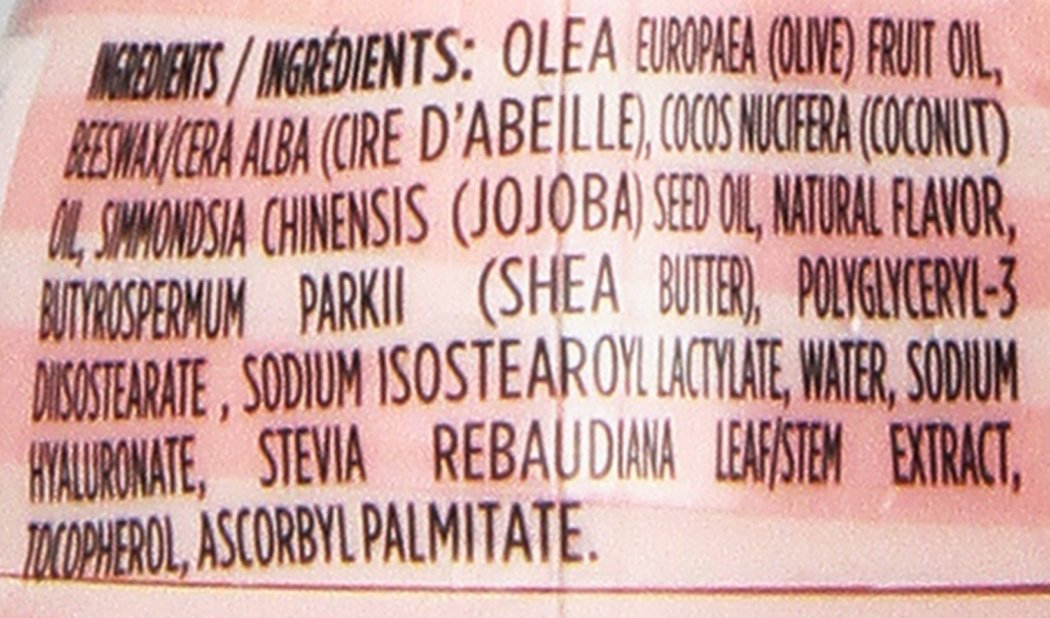 INGREDIENTS / INGRÉDIENTS: OLEA EUROPAEA (OLIVE) FRUIT OIL,
BEESWAX/CERA ALBA (CIRE D'ABEILLE), COCOS NUCIFERA (COCONUT)
OIL, SIMMONDSIA CHINENSIS (JOJOBA) SEED OIL, NATURAL FLAVOR,
BUTYROSPERMUM PARKII (SHEA BUTTER), POLYGLYCERYL-3
DIISOSTEARATE , SODIUM ISOSTEAROYL LACTYLATE, WATER, SODIUM
HYALURONATE, STEVIA REBAUDIANA LEAF/STEM EXTRACT,
TOCOPHEROL, ASCORBYL PALMITATE.